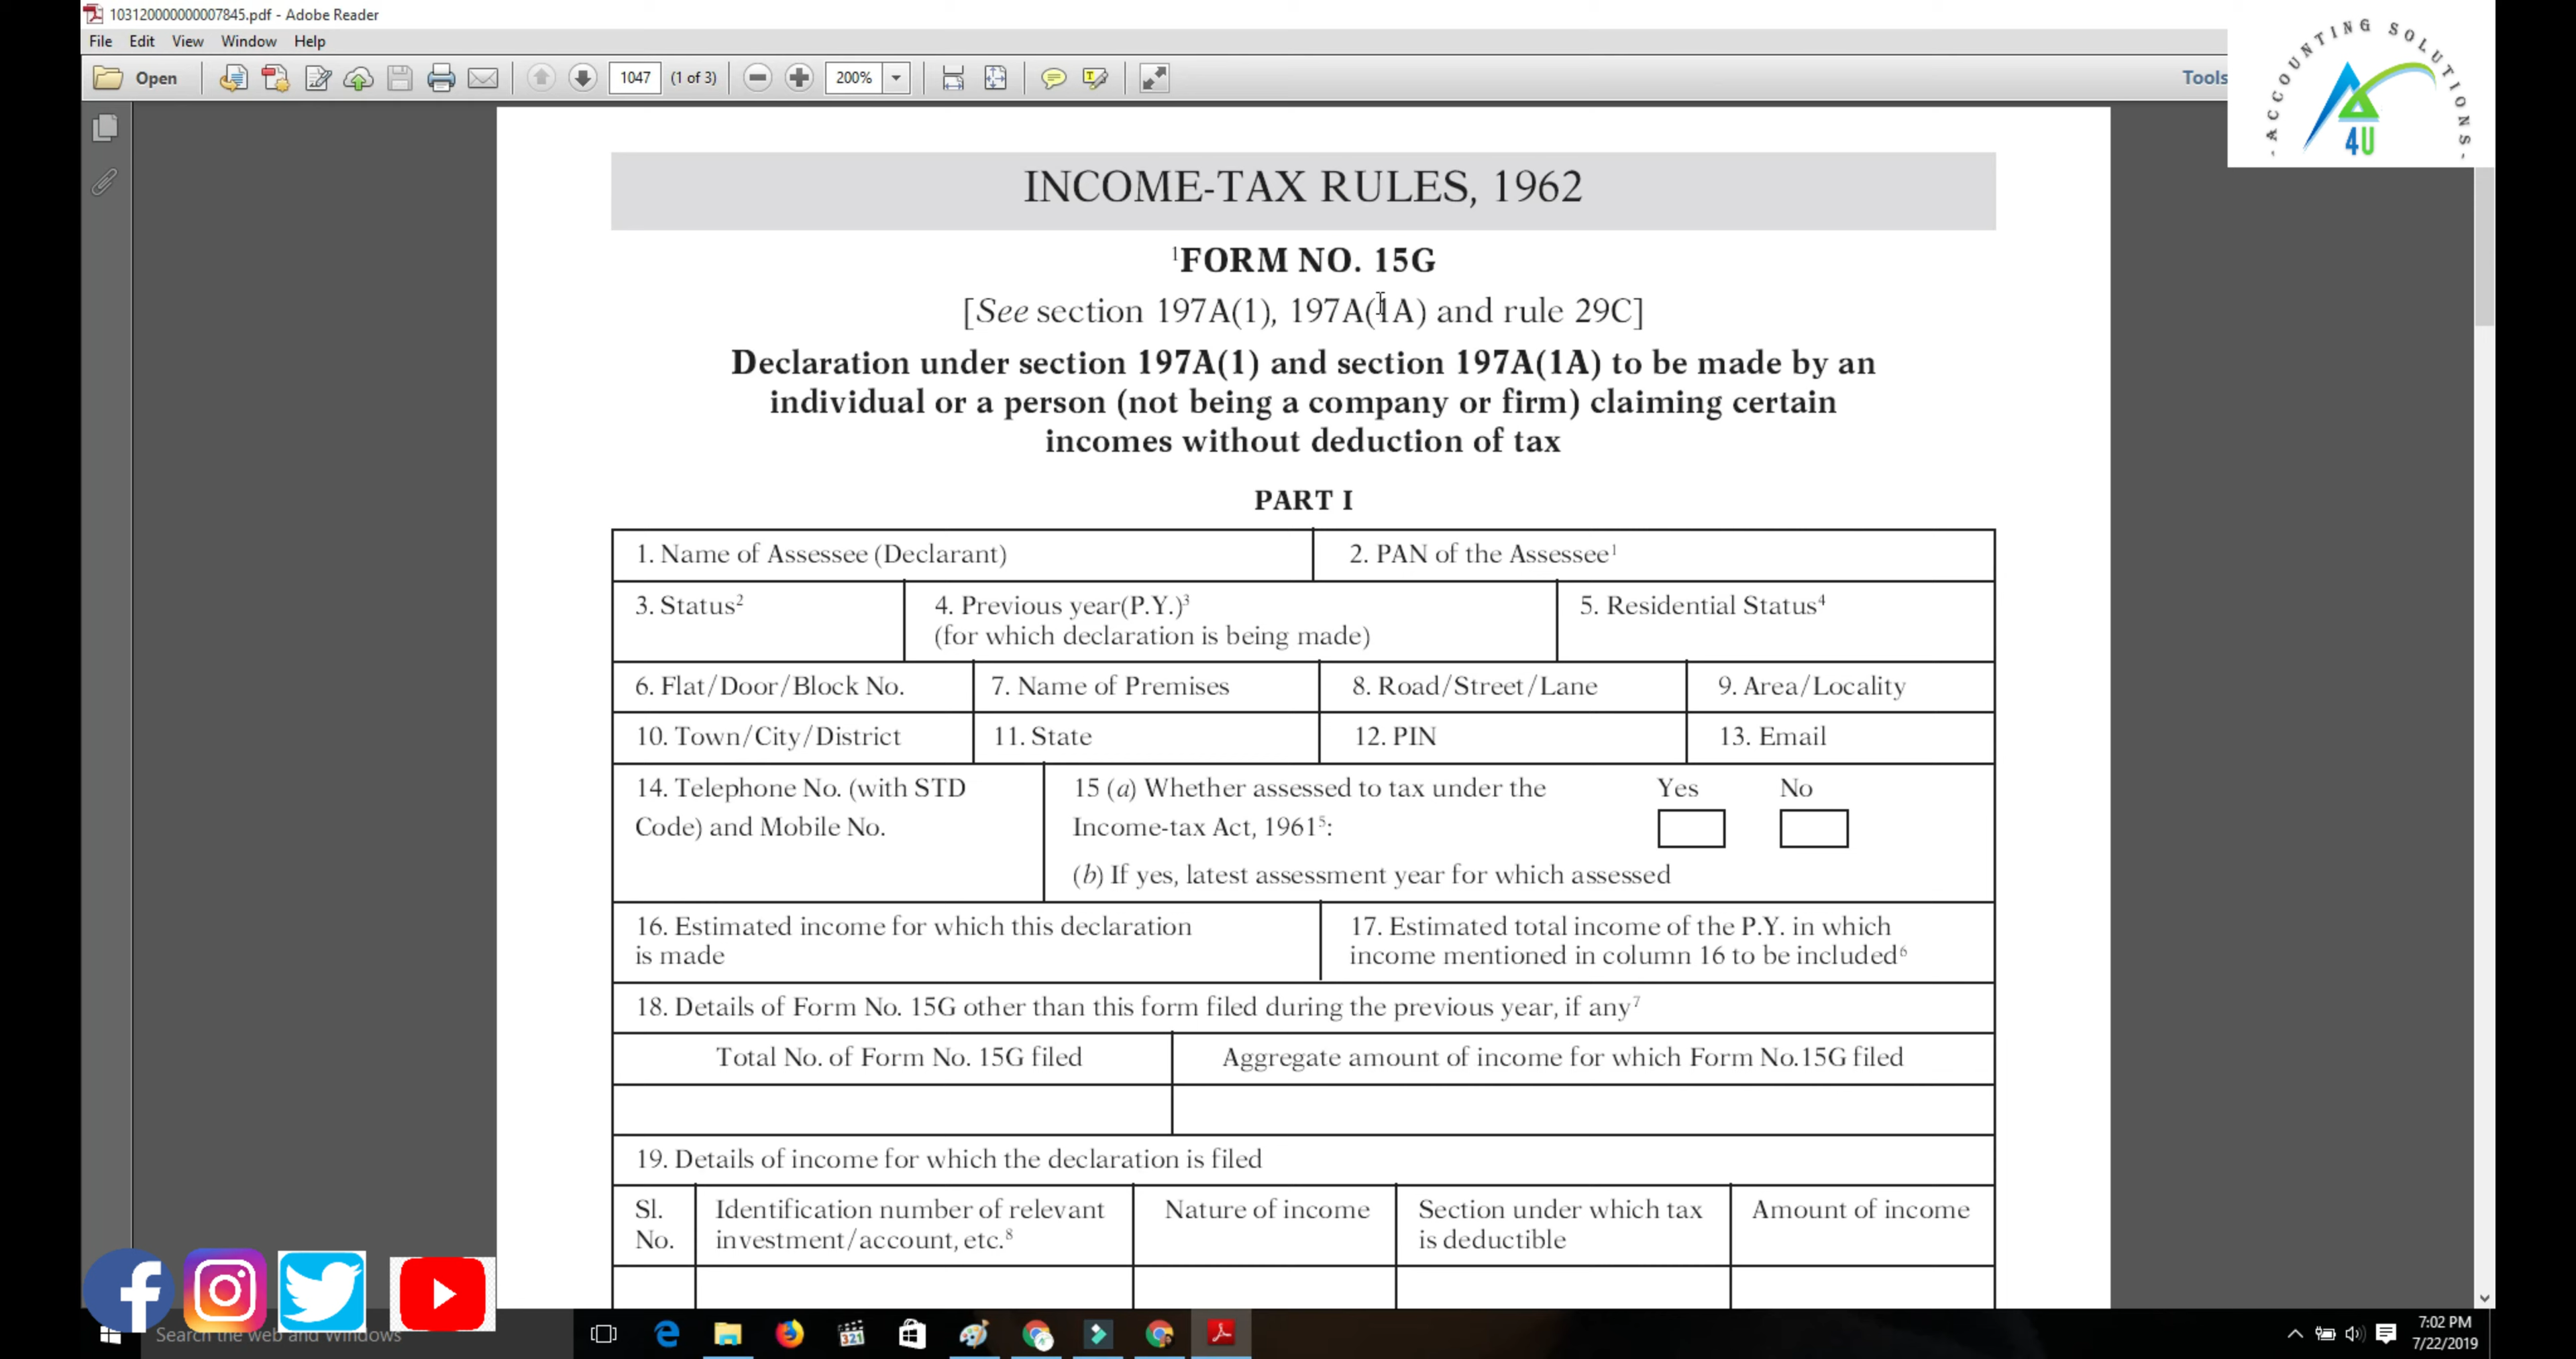 103120000000007845.pdf - Adobe Reader
File Edit View Window Help
Open 1047 (1 of 3) 200% Tools
ACCOUNTING SOLUTIONS
4U
INCOME-TAX RULES, 1962
¹FORM NO. 15G
[See section 197A(1), 197A(1A) and rule 29C]
Declaration under section 197A(1) and section 197A(1A) to be made by an
individual or a person (not being a company or firm) claiming certain
incomes without deduction of tax
PART I
1. Name of Assessee (Declarant) 2. PAN of the Assessee¹
3. Status² 4. Previous year(P.Y.)³ 5. Residential Status⁴
(for which declaration is being made)
6. Flat/Door/Block No. 7. Name of Premises 8. Road/Street/Lane 9. Area/Locality
10. Town/City/District 11. State 12. PIN 13. Email
14. Telephone No. (with STD 15 (a) Whether assessed to tax under the Yes No
Code) and Mobile No. Income-tax Act, 1961⁵:
(b) If yes, latest assessment year for which assessed
16. Estimated income for which this declaration 17. Estimated total income of the P.Y. in which
is made income mentioned in column 16 to be included⁶
18. Details of Form No. 15G other than this form filed during the previous year, if any⁷
Total No. of Form No. 15G filed Aggregate amount of income for which Form No.15G filed
19. Details of income for which the declaration is filed
Sl. Identification number of relevant Nature of income Section under which tax Amount of income
No. investment/account, etc.⁸ is deductible
Search the web and Windows
321
7:02 PM
7/22/2019